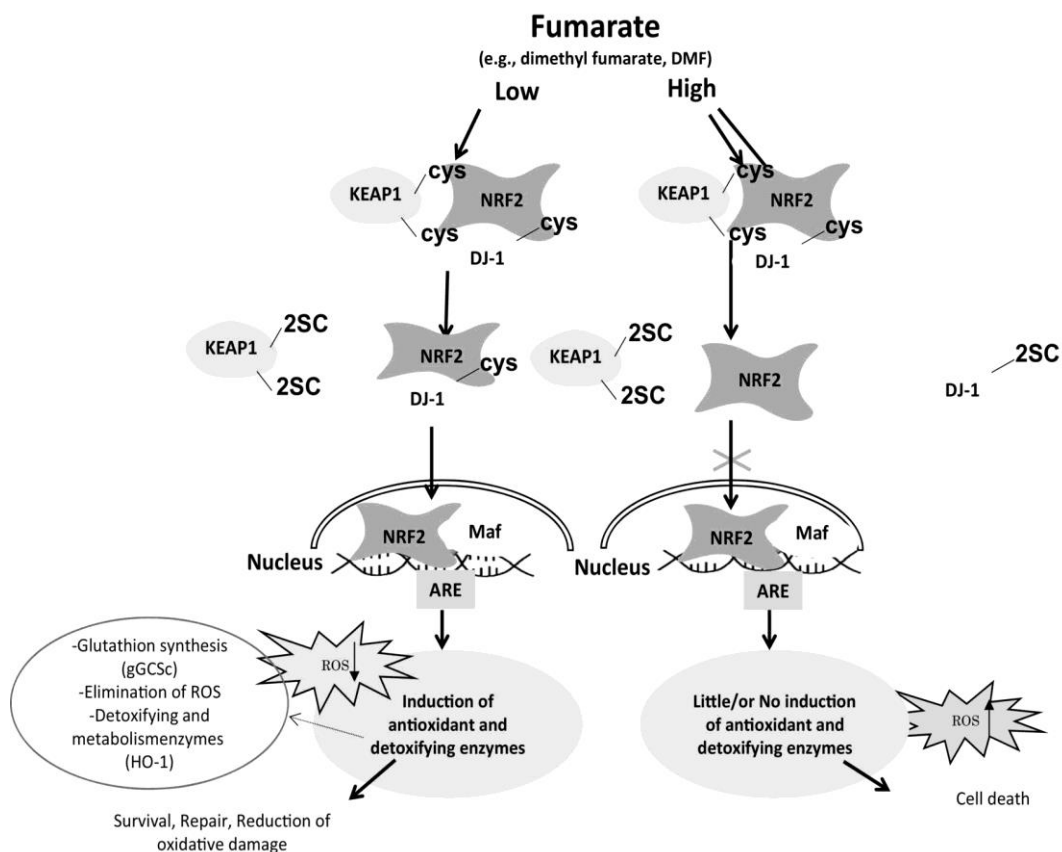 Fumarate
(e.g., dimethyl fumarate, DMF)
Low
High
KEAP1
cys
NRF2
cys
cys
DJ-1
KEAP1
cys
NRF2
cys
cys
DJ-1
KEAP1
2SC
2SC
NRF2
cys
DJ-1
KEAP1
2SC
2SC
NRF2
2SC
DJ-1
NRF2
Maf
Nucleus
ARE
NRF2
Maf
Nucleus
ARE
-Glutathion synthesis
(gGCSc)
-Elimination of ROS
-Detoxifying and
metabolismenzymes
(HO-1)
ROS
Induction of
antioxidant and
detoxifying enzymes
Little/or No induction
of antioxidant and
detoxifying enzymes
ROS
Survival, Repair, Reduction of
oxidative damage
Cell death